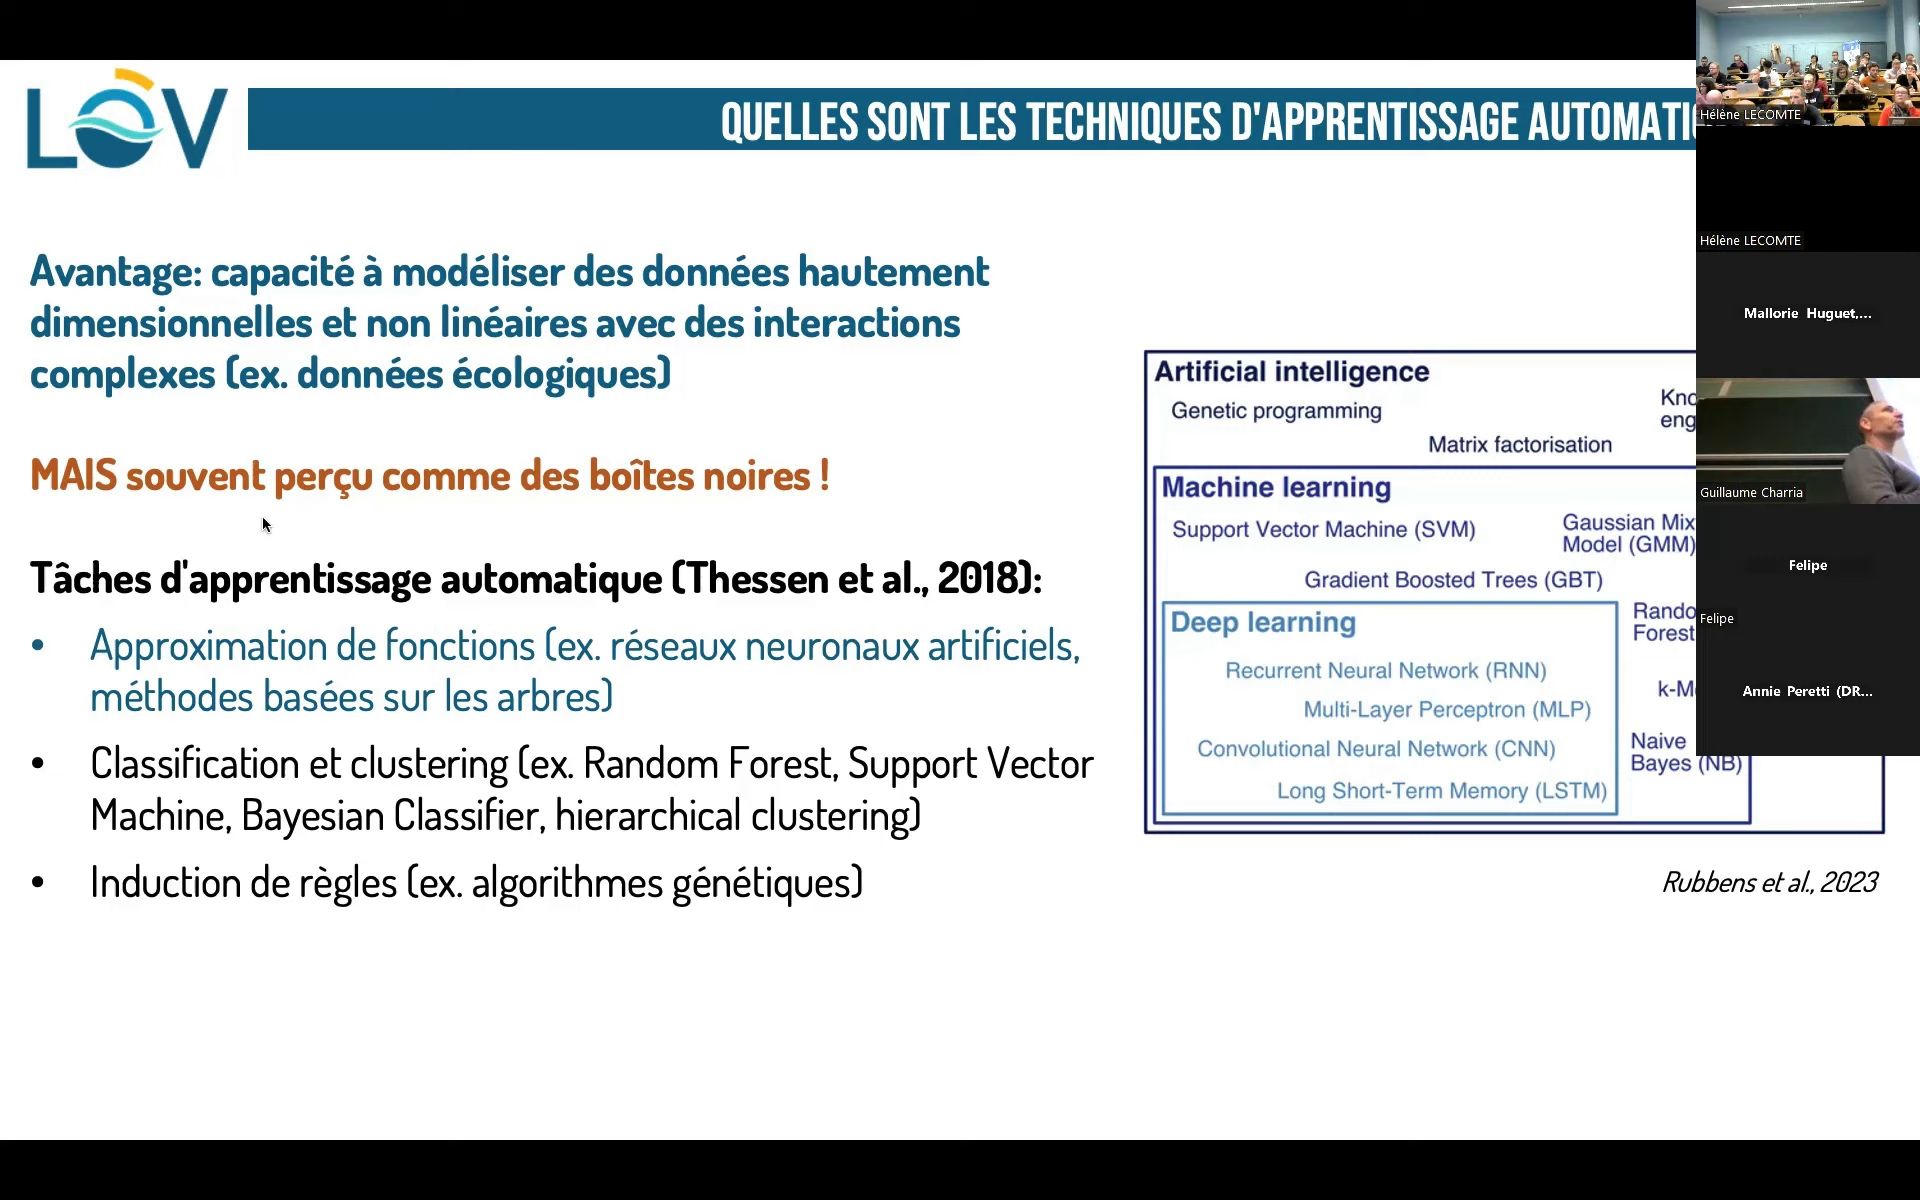 LOV
QUELLES SONT LES TECHNIQUES D'APPRENTISSAGE
Avantage: capacité à modéliser des données hautement
dimensionnelles et non linéaires avec des interactions
complexes (ex. données écologiques)
MAIS souvent perçu comme des boîtes noires !
Tâches d'apprentissage automatique (Thessen et al., 2018):
• Approximation de fonctions (ex. réseaux neuronaux artificiels,
méthodes basées sur les arbres)
• Classification et clustering (ex. Random Forest, Support Vector
Machine, Bayesian Classifier, hierarchical clustering)
• Induction de règles (ex. algorithmes génétiques)
Artificial intelligence
Genetic programming
Matrix factorisation
Machine learning
Support Vector Machine (SVM)
Gaussian Mix
Model (GMM)
Gradient Boosted Trees (GBT)
Deep learning
Recurrent Neural Network (RNN)
Multi-Layer Perceptron (MLP)
Convolutional Neural Network (CNN)
Long Short-Term Memory (LSTM)
Forest
Naive
Bayes (NB)
Rubbens et al., 2023
Hélène LECOMTE
Hélène LECOMTE
Mallorie Huguet,...
Guillaume Charria
Felipe
Felipe
Annie Peretti (DR...